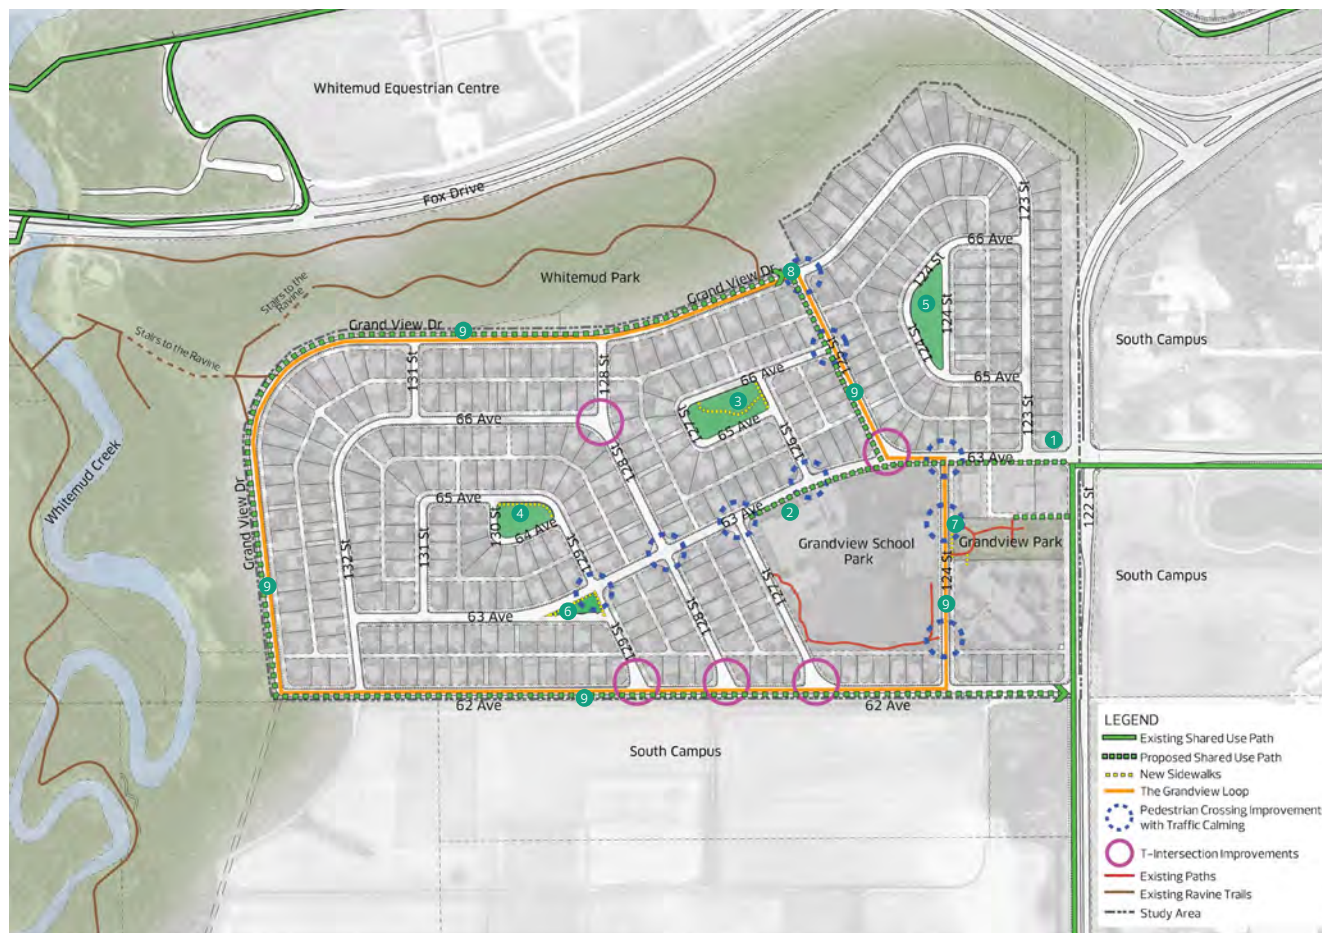 Whitemud Equestrian Centre
Fox Drive
123 St
66 Ave
Whitemud Park
8
Grand View Dr
124 St
Stairs to the
Ravine
5
124 St
Grand View Dr
9
Stairs to the Ravine
South Campus
125 St
124 St
131 St
128 St
66 Ave
65 Ave
9
3
127 St
65 Ave
123 St
66 Ave
126 St
1
128 St
63 Ave
Whitemud Creek
65 Ave
130 St
4
64 Ave
63 Ave
2
122 St
Grand View Dr
132 St
131 St
129 St
Grandview School
Park
7
Grandview Park
124 St
South Campus
9
127 St
128 St
9
63 Ave
6
129 St
62 Ave
9
62 Ave
South Campus
LEGEND
Existing Shared Use Path
Proposed Shared Use Path
New Sidewalks
The Grandview Loop
Pedestrian Crossing Improvement
with Traffic Calming
T-Intersection Improvements
Existing Paths
Existing Ravine Trails
Study Area